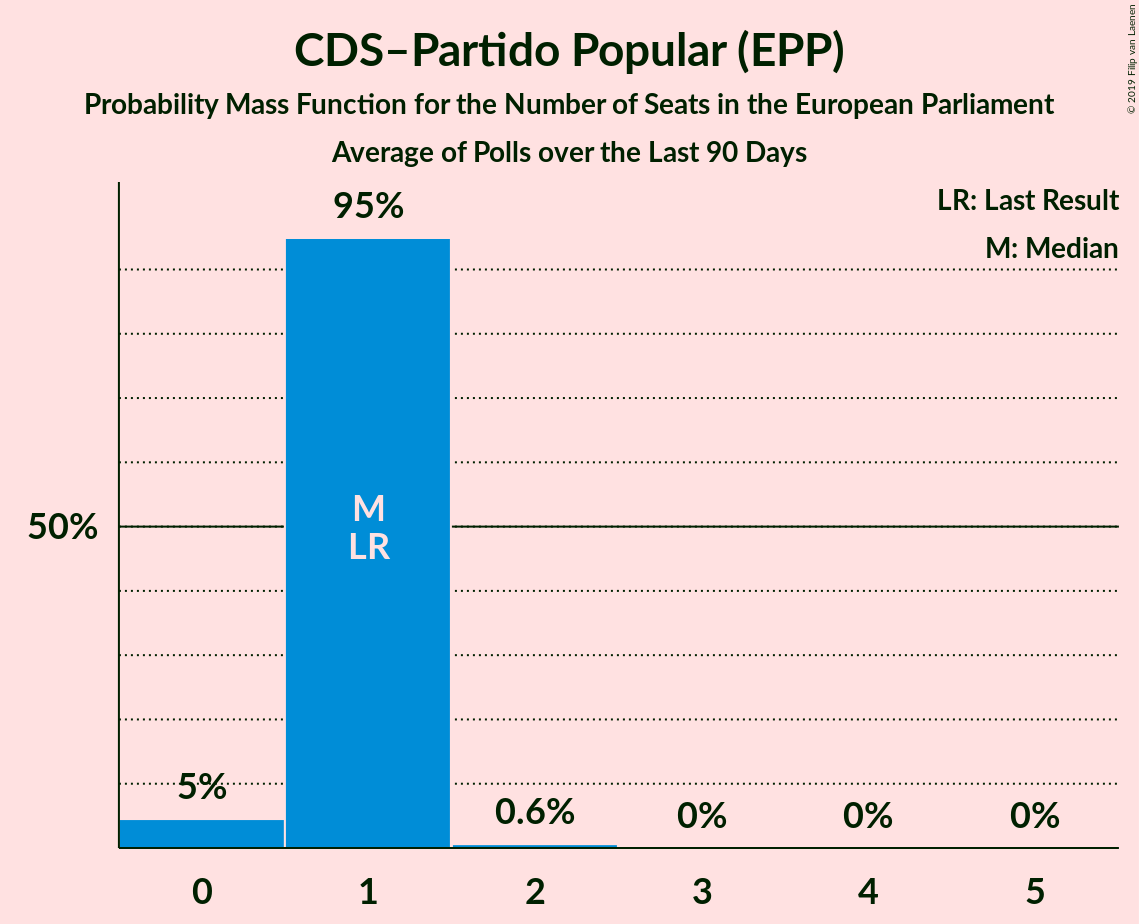 CDS–Partido Popular (EPP)
Probability Mass Function for the Number of Seats in the European Parliament
Average of Polls over the Last 90 Days
© 2019 Filip van Laenen
LR: Last Result
M: Median
95%
50%
M
LR
5%
0.6%
0%
0%
0%
0
1
2
3
4
5